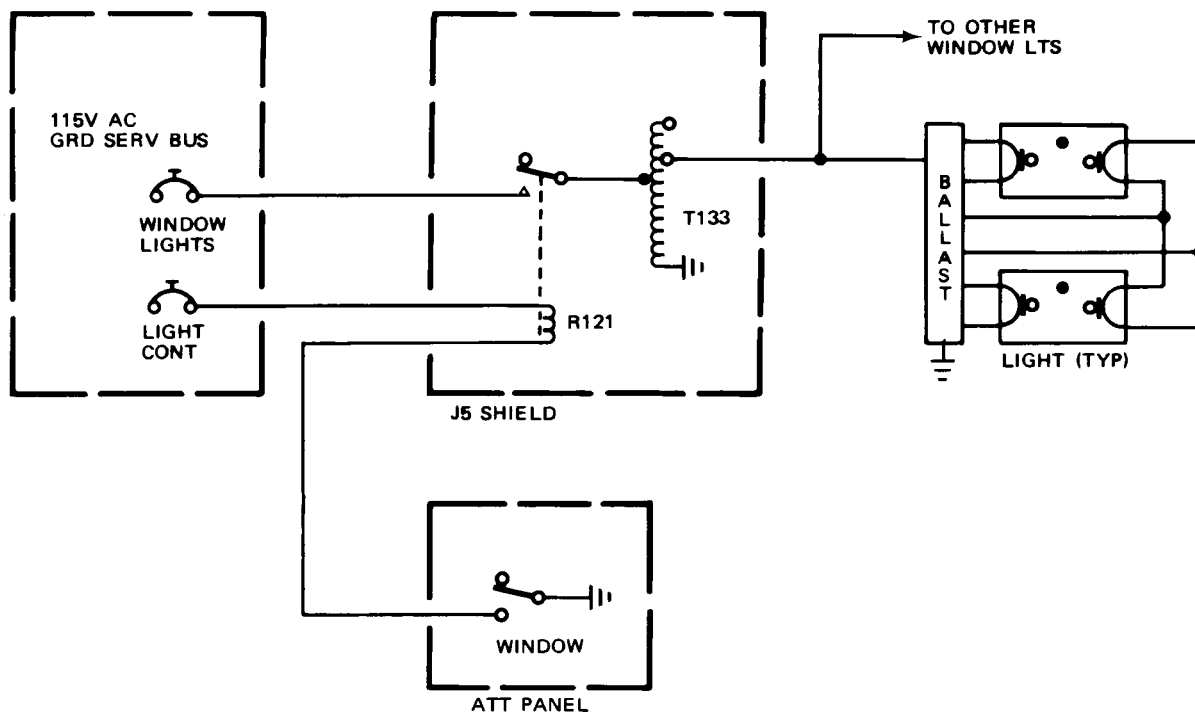 TO OTHER
WINDOW LTS
115V AC
GRD SERV BUS
WINDOW
LIGHTS
LIGHT
CONT
T133
R121
J5 SHIELD
BALLAST
LIGHT (TYP)
WINDOW
ATT PANEL